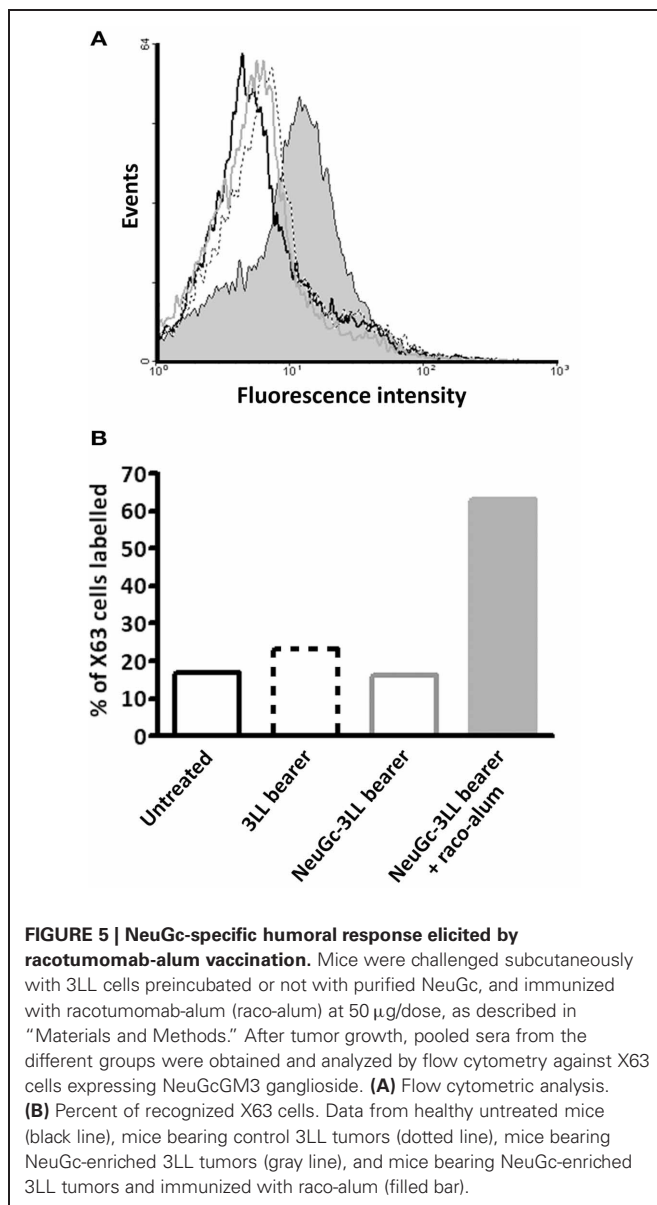 A
64
Events
0
10⁰ 10¹ 10² 10³
Fluorescence intensity
B
% of X63 cells labelled
70
60
50
40
30
20
10
0
Untreated
3LL bearer
NeuGc-3LL bearer
NeuGc-3LL bearer
+ raco-alum
FIGURE 5 | NeuGc-specific humoral response elicited by
racotumomab-alum vaccination. Mice were challenged subcutaneously
with 3LL cells preincubated or not with purified NeuGc, and immunized
with racotumomab-alum (raco-alum) at 50 μg/dose, as described in
“Materials and Methods.” After tumor growth, pooled sera from the
different groups were obtained and analyzed by flow cytometry against X63
cells expressing NeuGcGM3 ganglioside. (A) Flow cytometric analysis.
(B) Percent of recognized X63 cells. Data from healthy untreated mice
(black line), mice bearing control 3LL tumors (dotted line), mice bearing
NeuGc-enriched 3LL tumors (gray line), and mice bearing NeuGc-enriched
3LL tumors and immunized with raco-alum (filled bar).